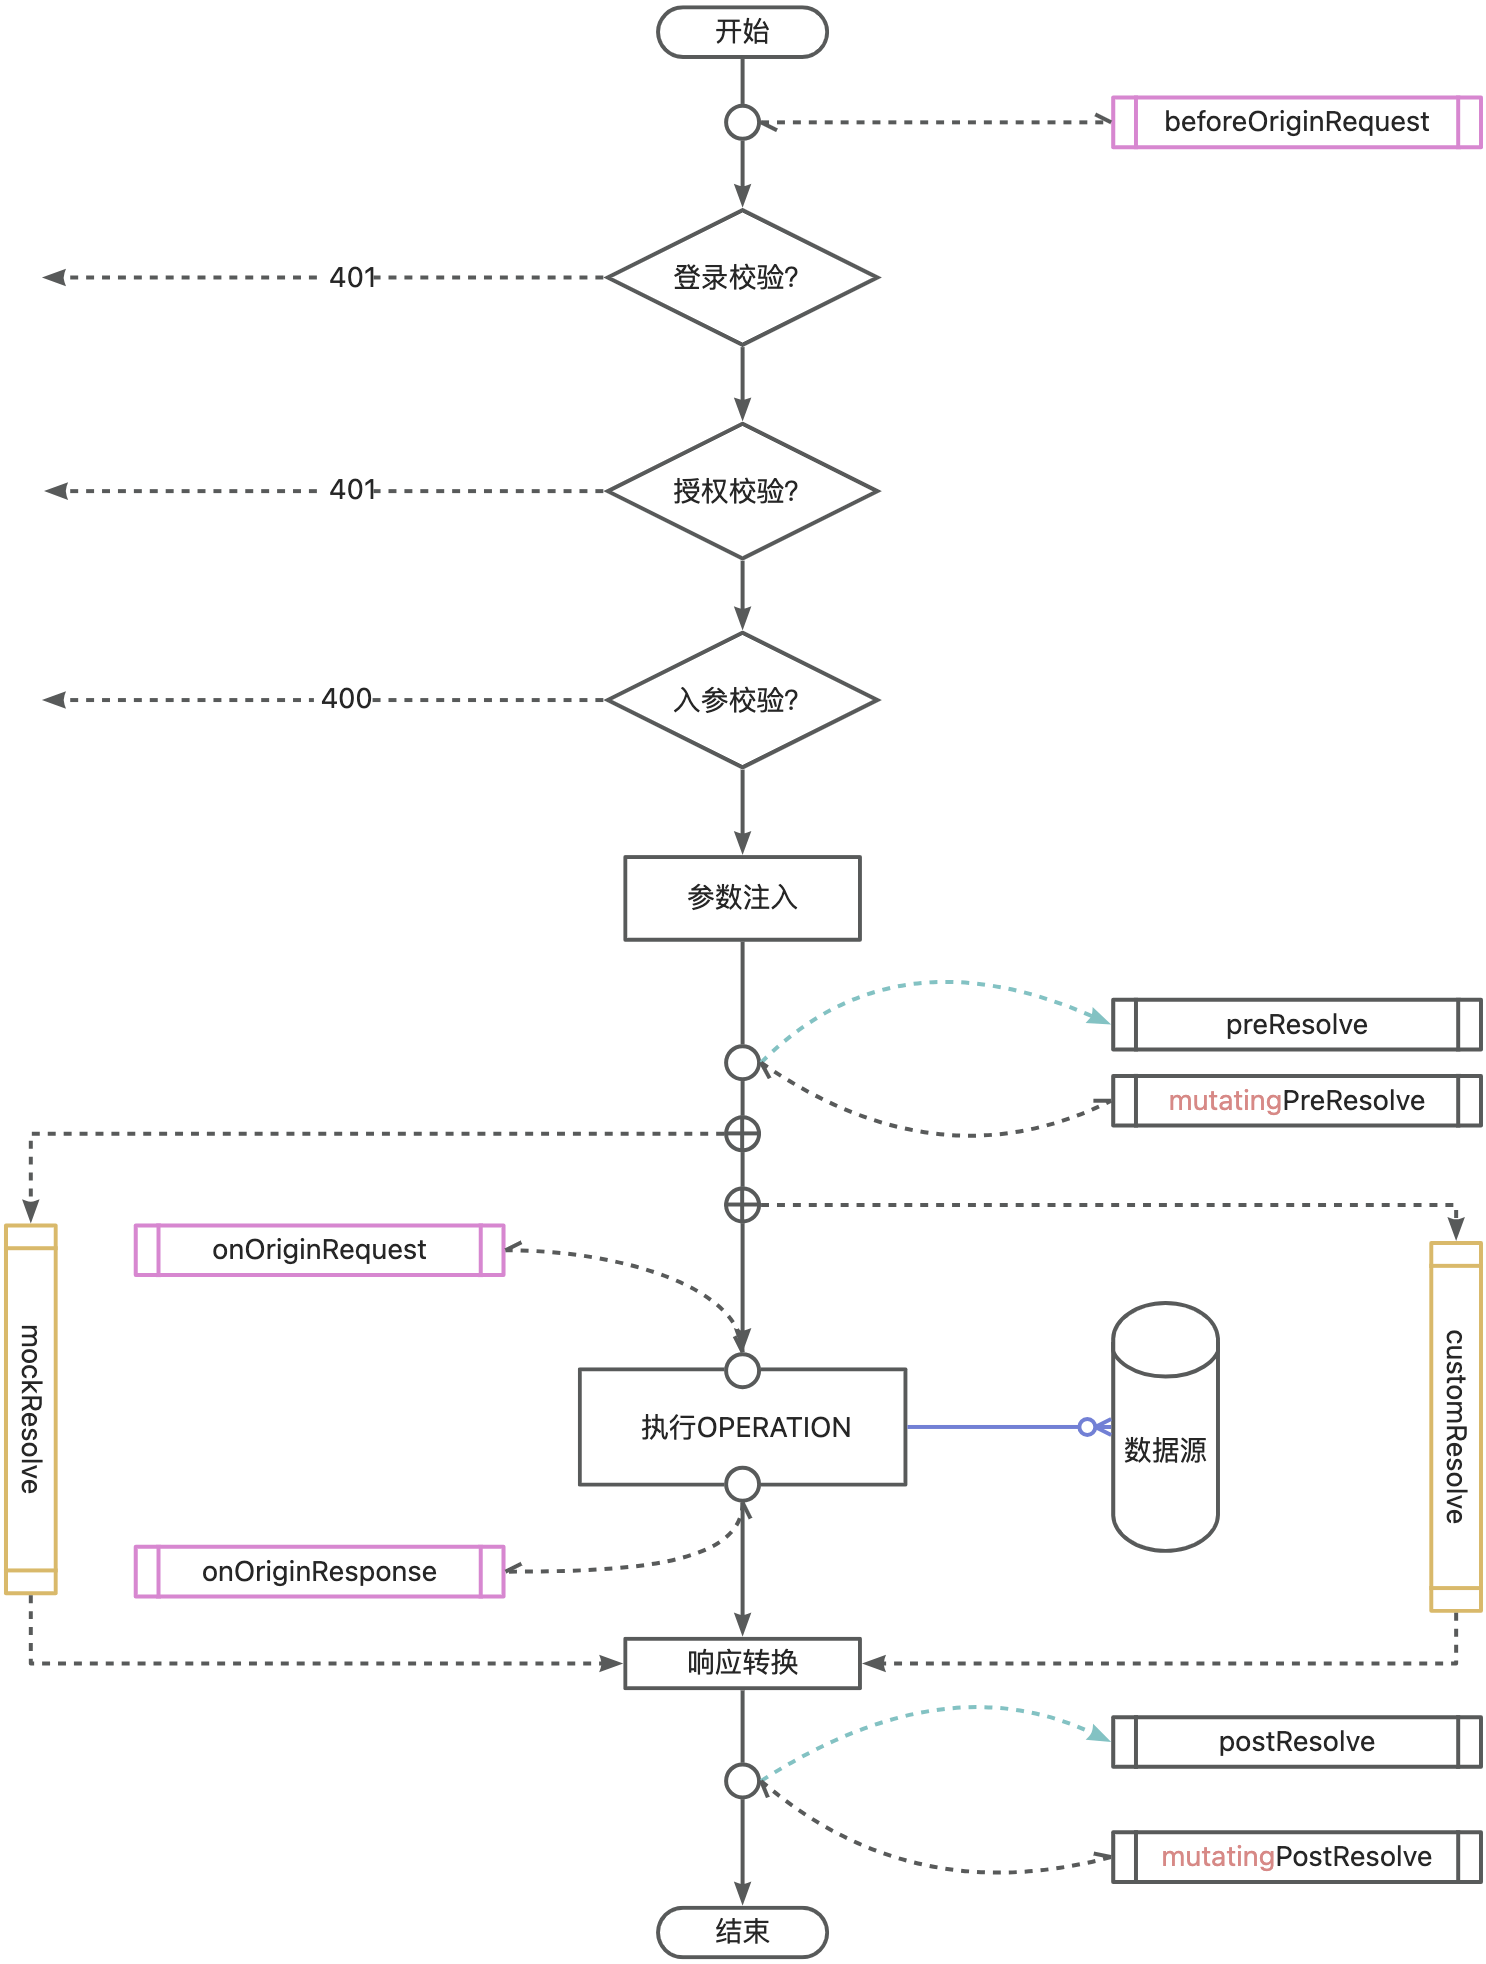 开始
beforeOriginRequest
登录校验?
401
授权校验?
401
入参校验?
400
参数注入
preResolve
mutatingPreResolve
onOriginRequest
mockResolve
customResolve
执行OPERATION
数据源
onOriginResponse
响应转换
postResolve
mutatingPostResolve
结束